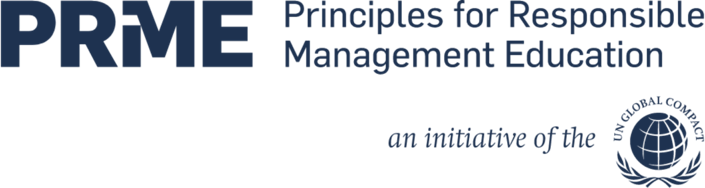 PRME
Principles for Responsible
Management Education
an initiative of the
UN GLOBAL COMPACT